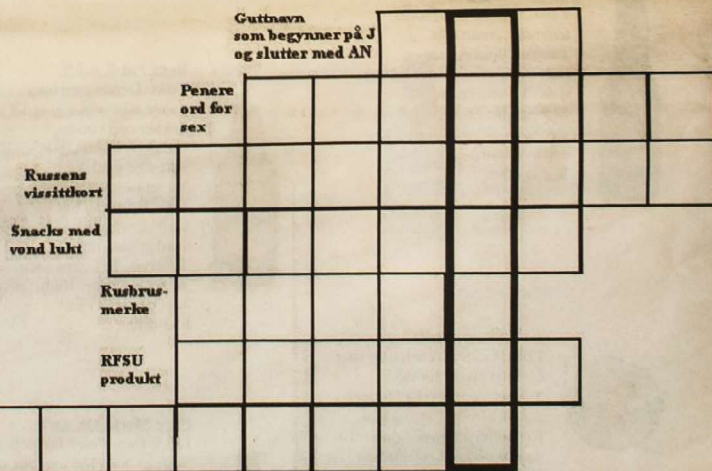 Guttnavn
som begynner på J
og slutter med AN
Penere
ord for
sex
Russens
vissittkort
Snacks med
vond lukt
Rusbrus-
merke
RFSU
produkt